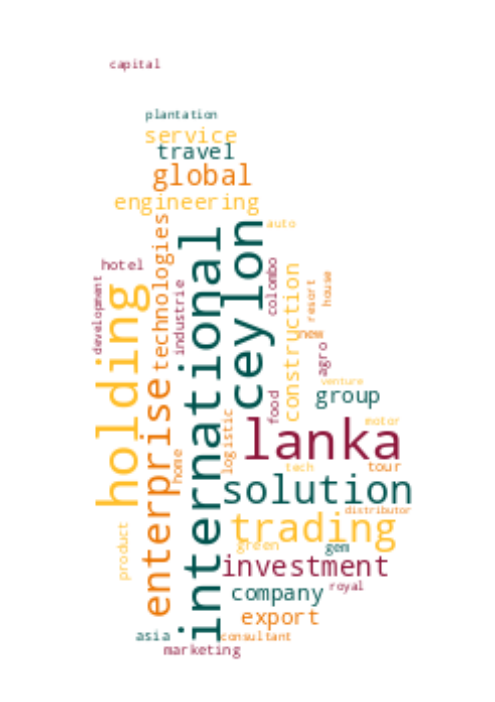 capital
plantation
service
travel
global
engineering
auto
hotel
development
holding
technologies
industrie
international
ceylon
colombo
construction
resort
house
new
agro
venture
group
enterprise
home
logistic
food
lanka
motor
tech
tour
solution
distributor
product
trading
green
gem
investment
company
royal
export
asia
consultant
marketing